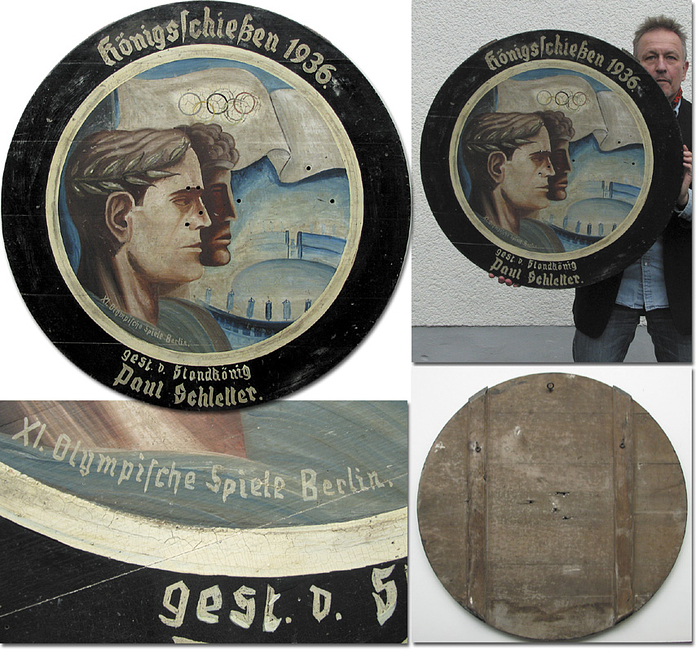 Königsſchießen 1936.
XI. Olympiſche Spiele Berlin.
gest. v. Standkönig
Paul Schletter.
Königsſchießen 1936.
gest. v. Standkönig
Paul Schletter.
XI. Olympiſche Spiele Berlin.
gest. v. S